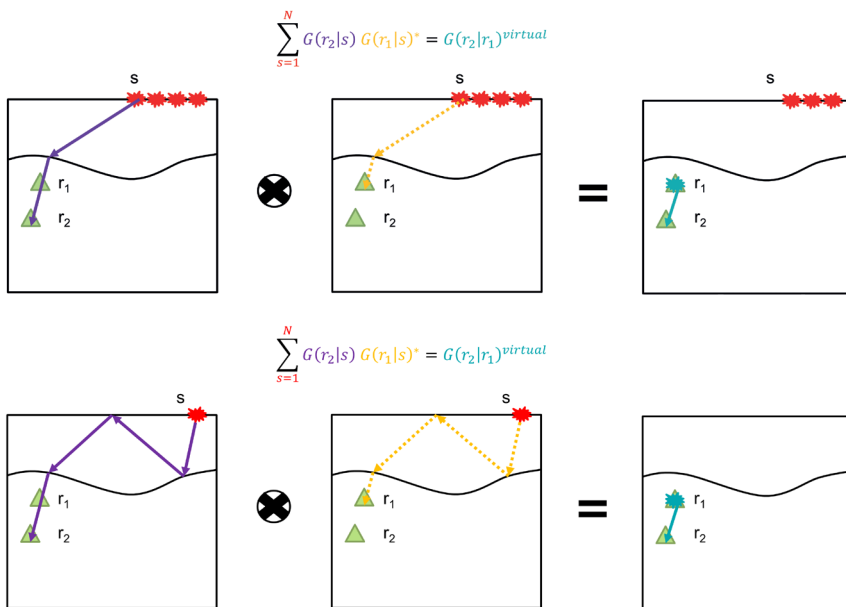 N
∑ G(r₂|s) G(r₁|s)* = G(r₂|r₁)^virtual
s=1
s
s
s
r₁
r₁
r₁
r₂
r₂
r₂
=
N
∑ G(r₂|s) G(r₁|s)* = G(r₂|r₁)^virtual
s=1
s
s
r₁
r₁
r₁
r₂
r₂
r₂
=